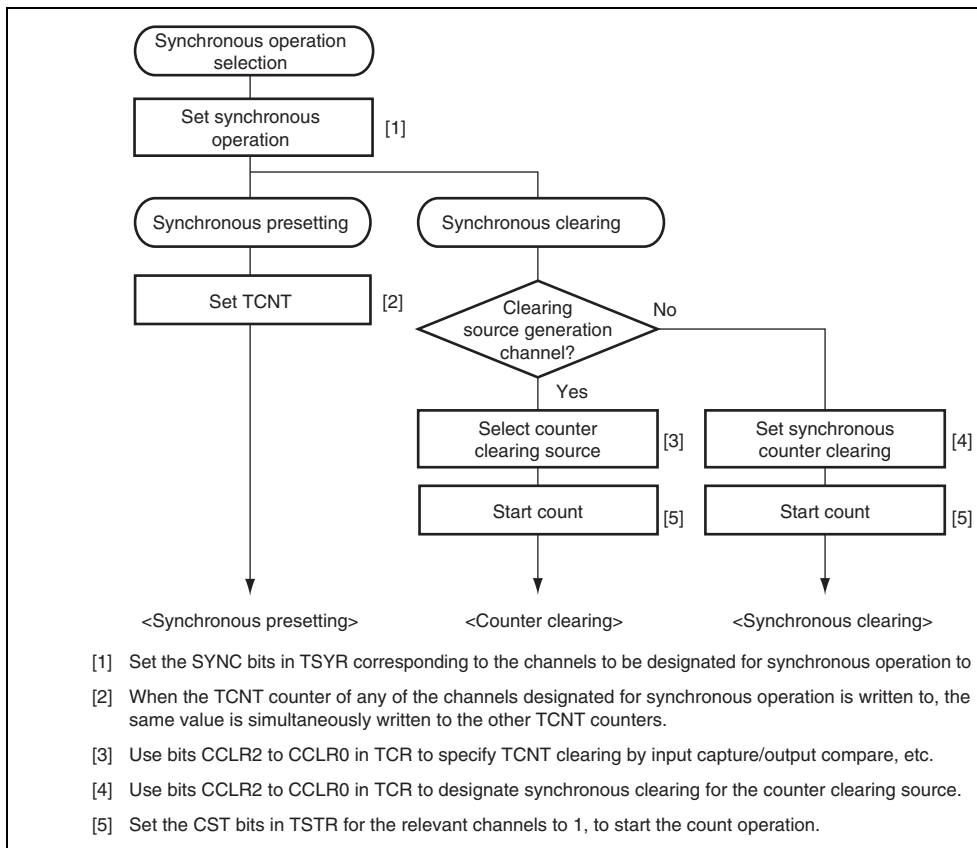 Synchronous operation
selection
Set synchronous
operation
[1]
Synchronous presetting
Synchronous clearing
Set TCNT
[2]
Clearing
source generation
channel?
No
Yes
Select counter
clearing source
[3]
Set synchronous
counter clearing
[4]
Start count
[5]
Start count
[5]
<Synchronous presetting>
<Counter clearing>
<Synchronous clearing>
[1] Set the SYNC bits in TSYR corresponding to the channels to be designated for synchronous operation to
[2] When the TCNT counter of any of the channels designated for synchronous operation is written to, the
same value is simultaneously written to the other TCNT counters.
[3] Use bits CCLR2 to CCLR0 in TCR to specify TCNT clearing by input capture/output compare, etc.
[4] Use bits CCLR2 to CCLR0 in TCR to designate synchronous clearing for the counter clearing source.
[5] Set the CST bits in TSTR for the relevant channels to 1, to start the count operation.